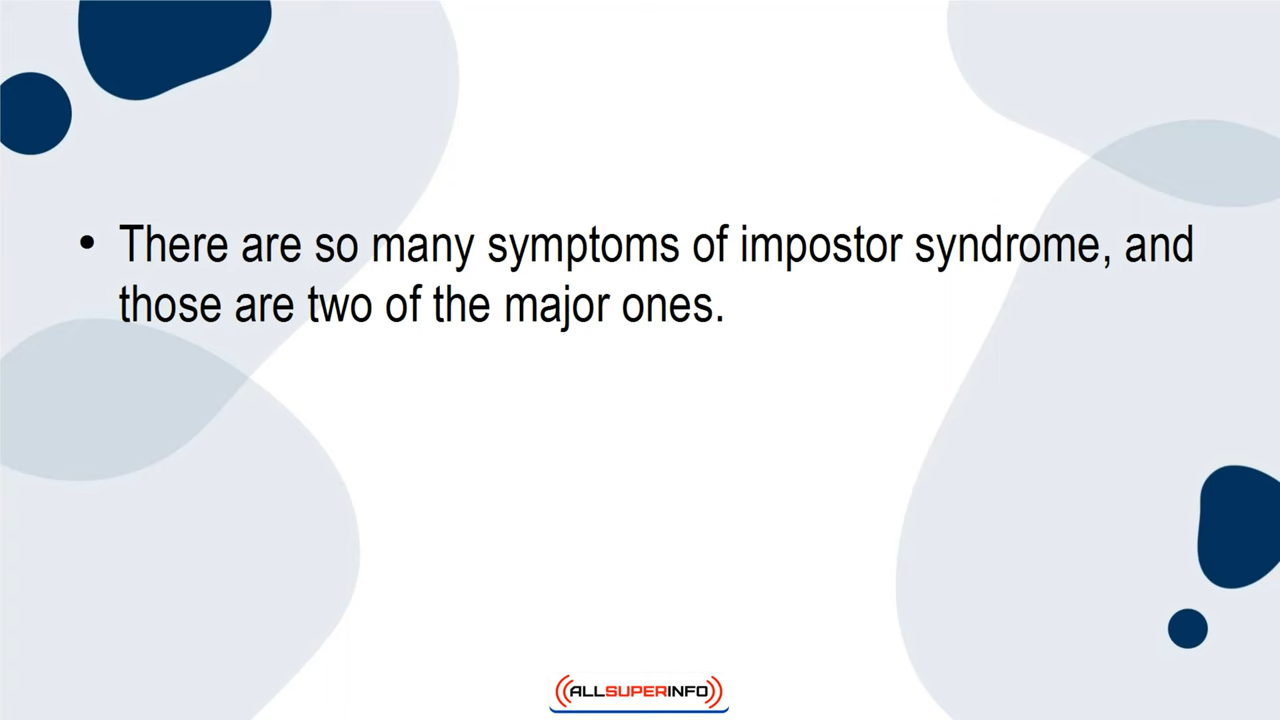 • There are so many symptoms of impostor syndrome, and
those are two of the major ones.
ALLSUPERINFO